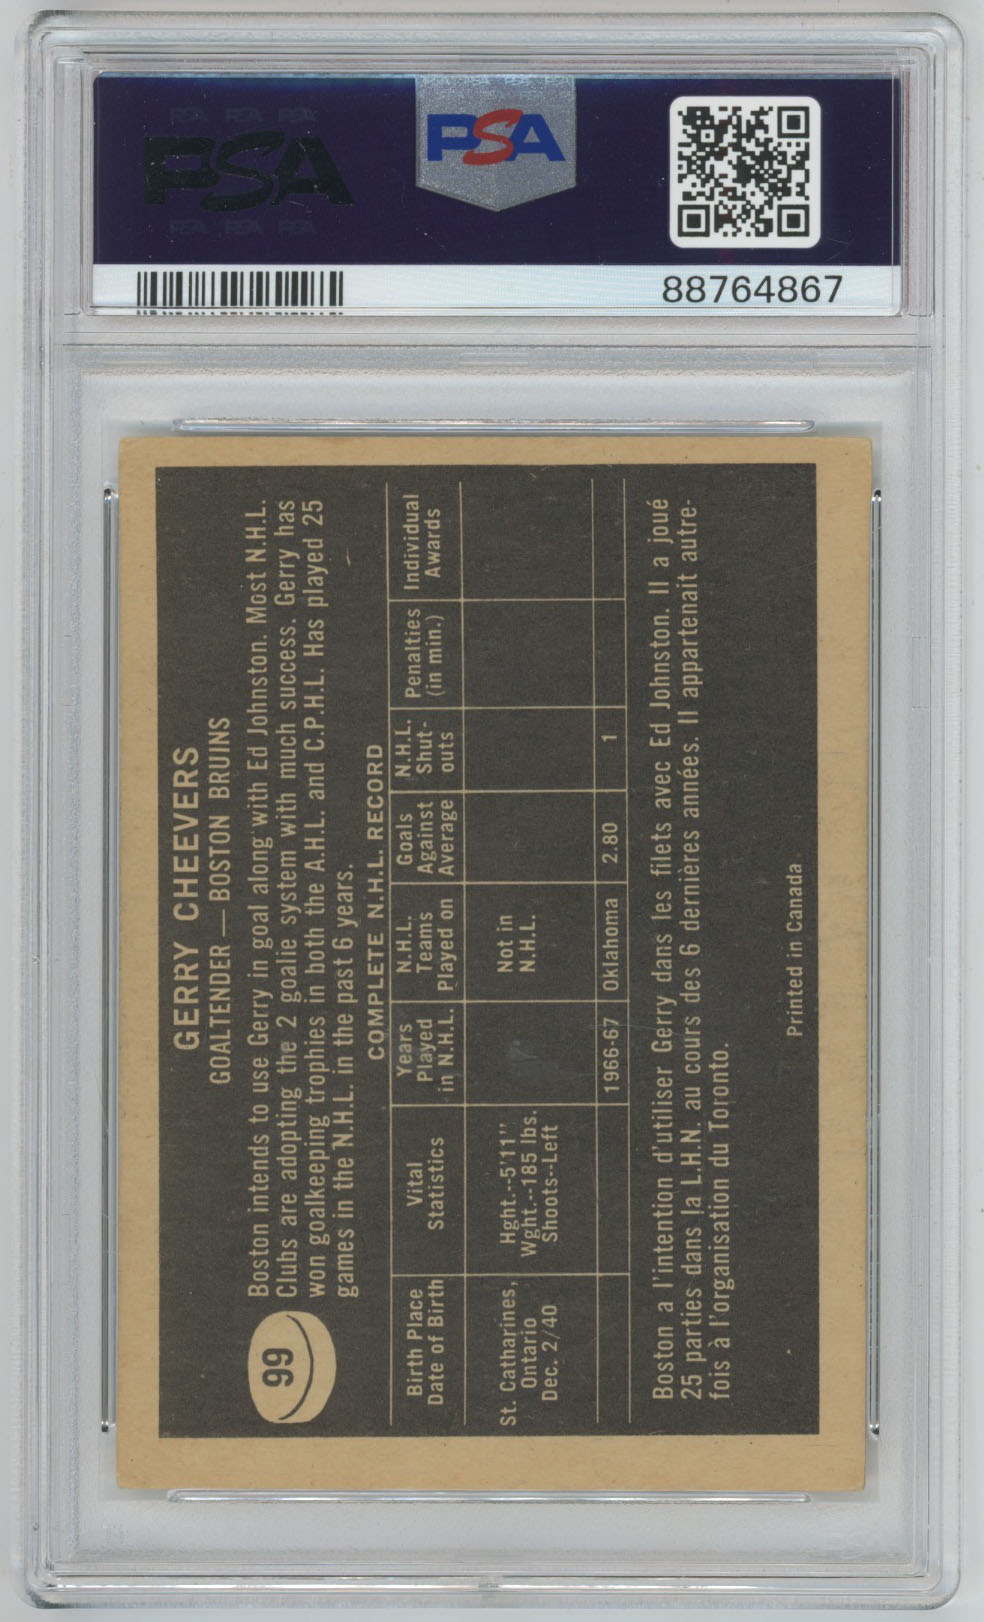 PSA PSA PSA
PSA
PSA PSA PSA
PSA
88764867
GERRY CHEEVERS
GOALTENDER — BOSTON BRUINS
99
Boston intends to use Gerry in goal along with Ed Johnston. Most N.H.L.
Clubs are adopting the 2 goalie system with much success. Gerry has
won goalkeeping trophies in both the A.H.L. and C.P.H.L. Has played 25
games in the N.H.L. in the past 6 years.
COMPLETE N.H.L. RECORD
Birth Place Date of Birth | Vital Statistics | Years Played in N.H.L. | N.H.L. Teams Played on | Goals Against Average | N.H.L. Shut-outs | Penalties (in min.) | Individual Awards
St. Catharines, Ontario Dec. 2/40 | Hght.--5'11" Wght.--185 lbs. Shoots--Left | | Not in N.H.L.
1966-67 | Oklahoma | 2.80 | 1
Boston a l'intention d'utiliser Gerry dans les filets avec Ed Johnston. Il a joué
25 parties dans la L.H.N. au cours des 6 dernières années. Il appartenait autre-
fois à l'organisation du Toronto.
Printed in Canada